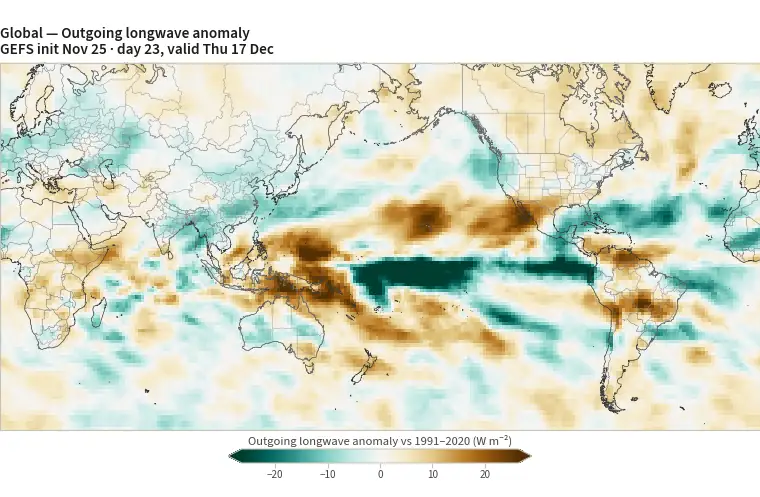 Global — Outgoing longwave anomaly
GEFS init Nov 25 · day 23, valid Thu 17 Dec
Outgoing longwave anomaly vs 1991–2020 (W m⁻²)
−20 −10 0 10 20